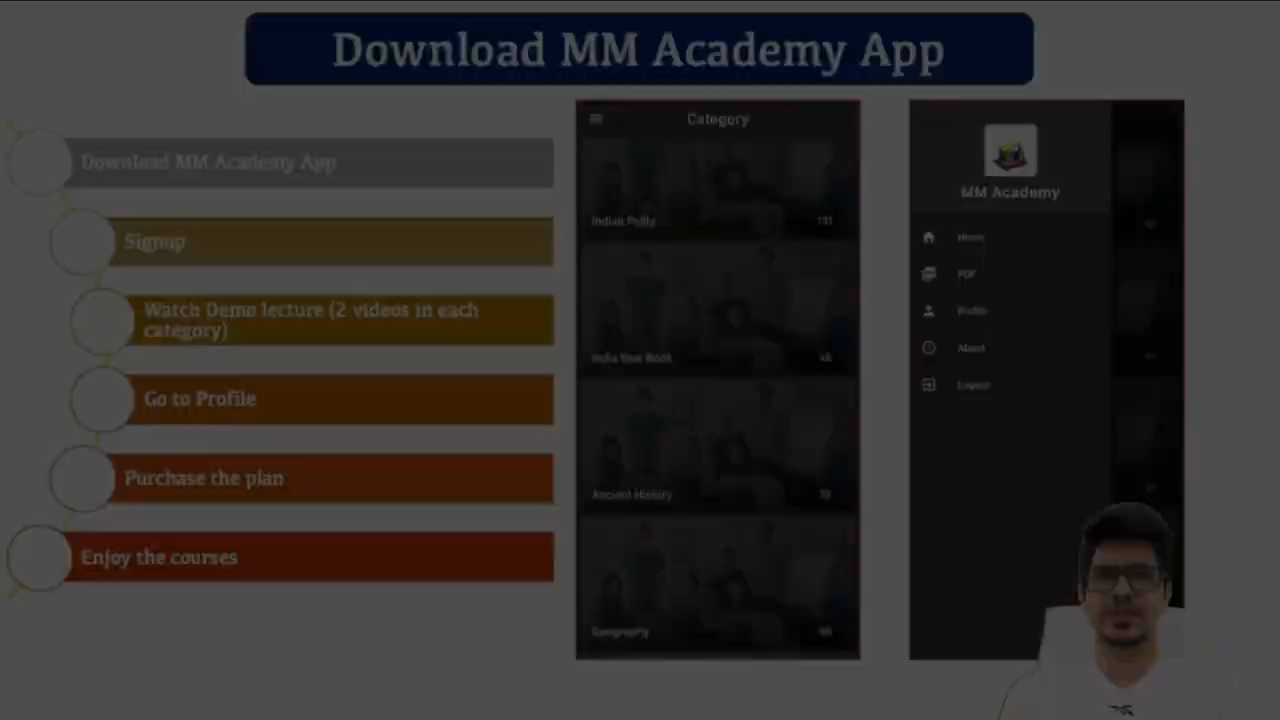 Download MM Academy App
Download MM Academy App
Signup
Watch Demo lecture (2 videos in each
category)
Go to Profile
Purchase the plan
Enjoy the courses
Category
Indian Polity
India Year Book
Ancient History
Geography
MM Academy
Home
PDF
Profile
About
Logout